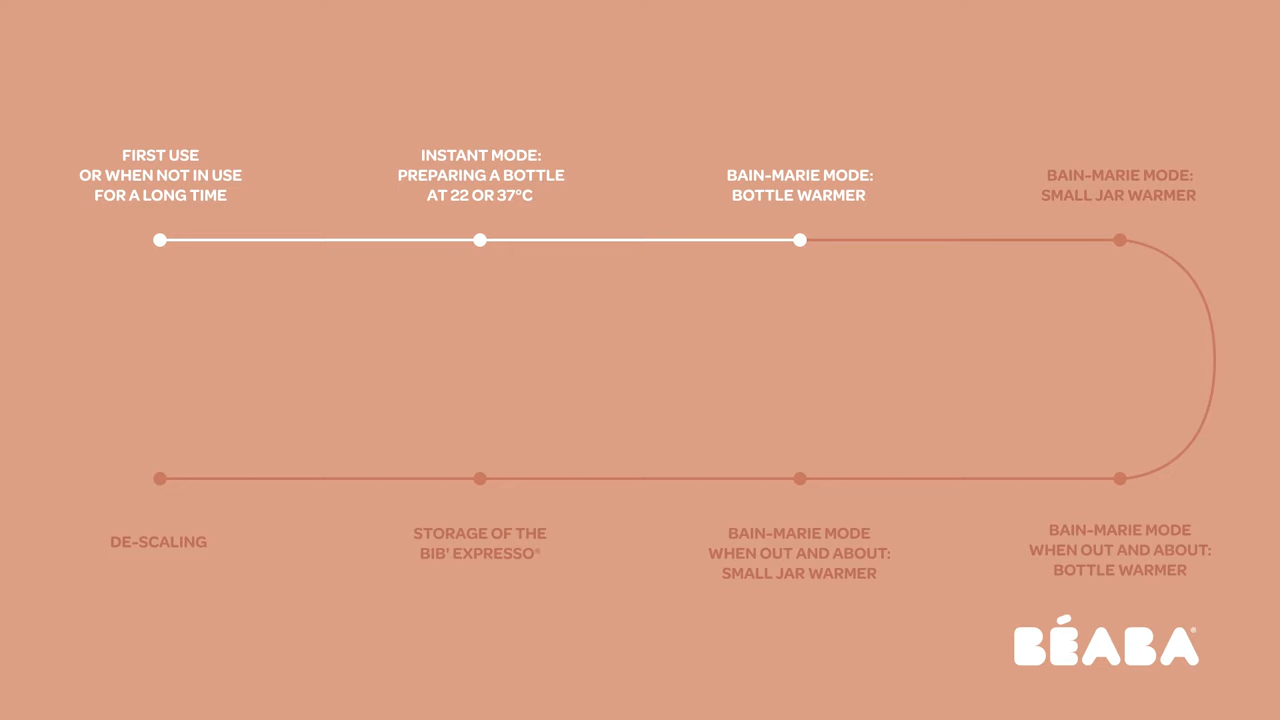 FIRST USE
OR WHEN NOT IN USE
FOR A LONG TIME
INSTANT MODE:
PREPARING A BOTTLE
AT 22 OR 37°C
BAIN-MARIE MODE:
BOTTLE WARMER
BAIN-MARIE MODE:
SMALL JAR WARMER
DE-SCALING
STORAGE OF THE
BIB' EXPRESSO®
BAIN-MARIE MODE
WHEN OUT AND ABOUT:
SMALL JAR WARMER
BAIN-MARIE MODE
WHEN OUT AND ABOUT:
BOTTLE WARMER
BÉABA®